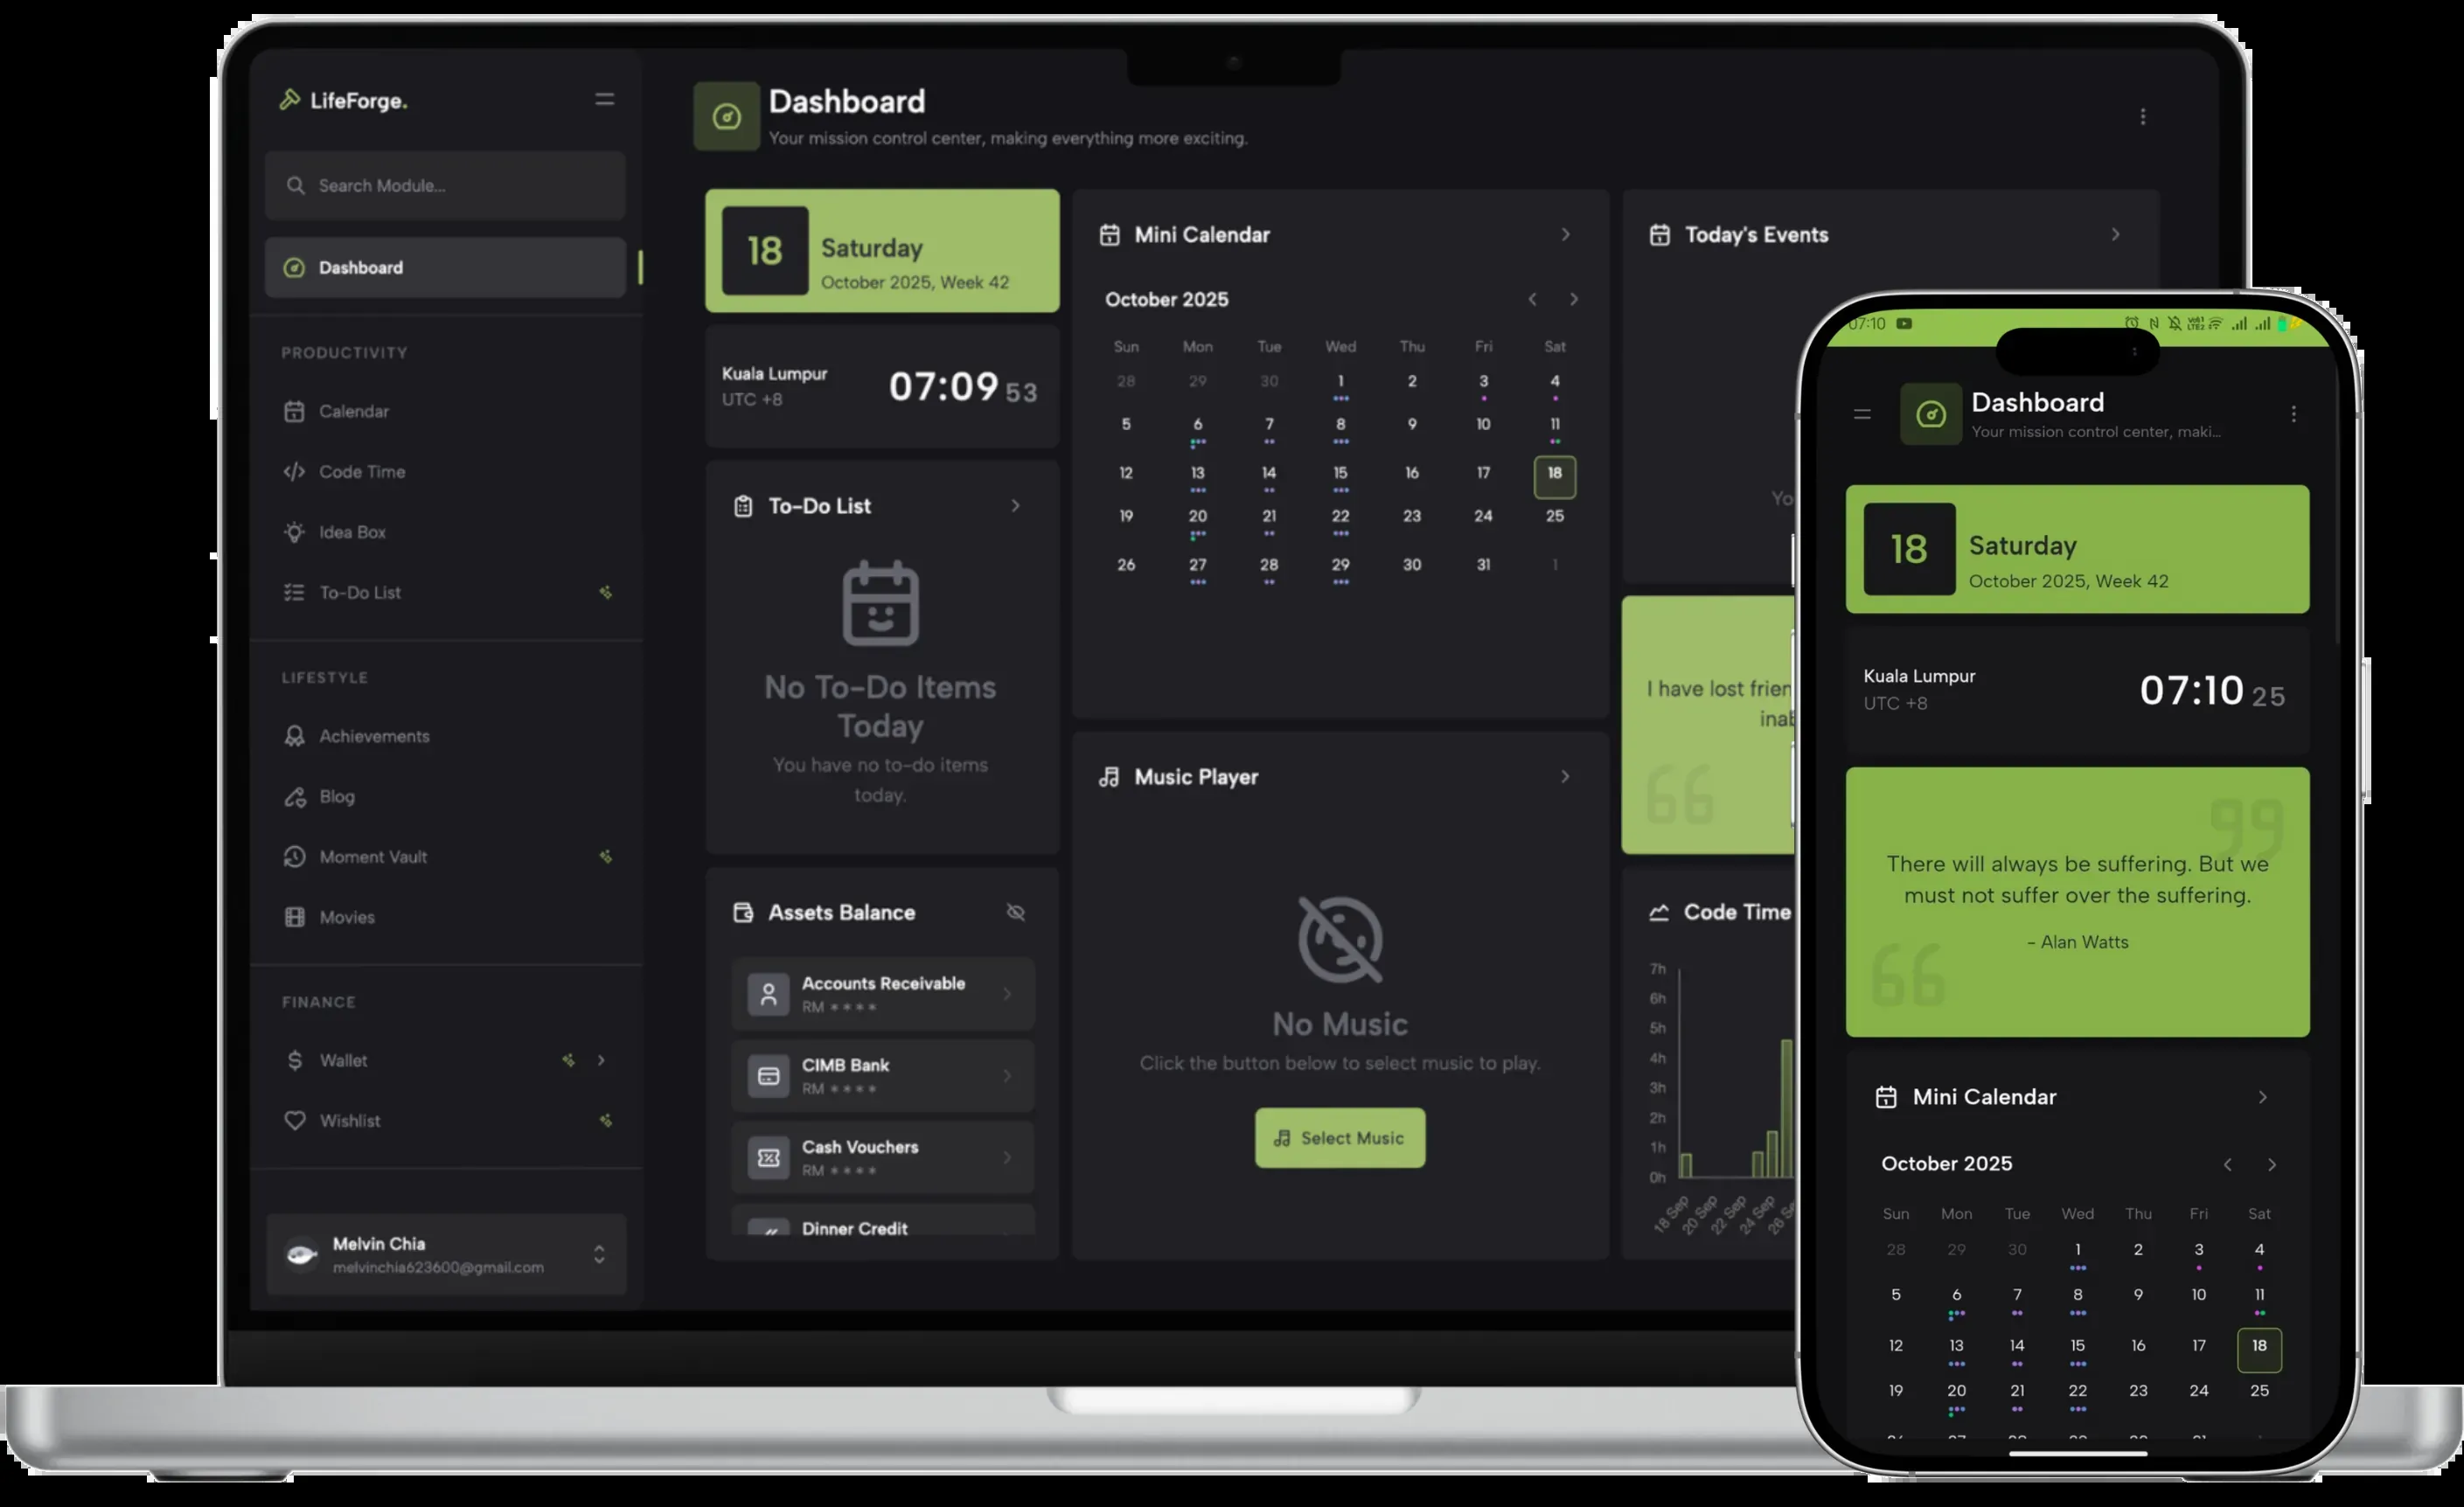 LifeForge.
Search Module...
Dashboard
PRODUCTIVITY
Calendar
Code Time
Idea Box
To-Do List
LIFESTYLE
Achievements
Blog
Moment Vault
Movies
FINANCE
Wallet
Wishlist
Melvin Chia
melvinchia623600@gmail.com
Dashboard
Your mission control center, making everything more exciting.
18
Saturday
October 2025, Week 42
Kuala Lumpur
UTC +8
07:09 53
To-Do List
No To-Do Items
Today
You have no to-do items
today.
Assets Balance
Accounts Receivable
RM ****
CIMB Bank
RM ****
Cash Vouchers
RM ****
Dinner Credit
Mini Calendar
October 2025
Sun Mon Tue Wed Thu Fri Sat
28 29 30 1 2 3 4
5 6 7 8 9 10 11
12 13 14 15 16 17 18
19 20 21 22 23 24 25
26 27 28 29 30 31 1
Music Player
No Music
Click the button below to select music to play.
Select Music
Today's Events
Yo
I have lost frien
inab
Code Time
7h
6h
5h
4h
3h
2h
1h
0h
18 Sep 20 Sep 22 Sep 24 Sep 26 Se
07:10
Dashboard
Your mission control center, maki...
18
Saturday
October 2025, Week 42
Kuala Lumpur
UTC +8
07:10 25
There will always be suffering. But we
must not suffer over the suffering.
- Alan Watts
Mini Calendar
October 2025
Sun Mon Tue Wed Thu Fri Sat
28 29 30 1 2 3 4
5 6 7 8 9 10 11
12 13 14 15 16 17 18
19 20 21 22 23 24 25